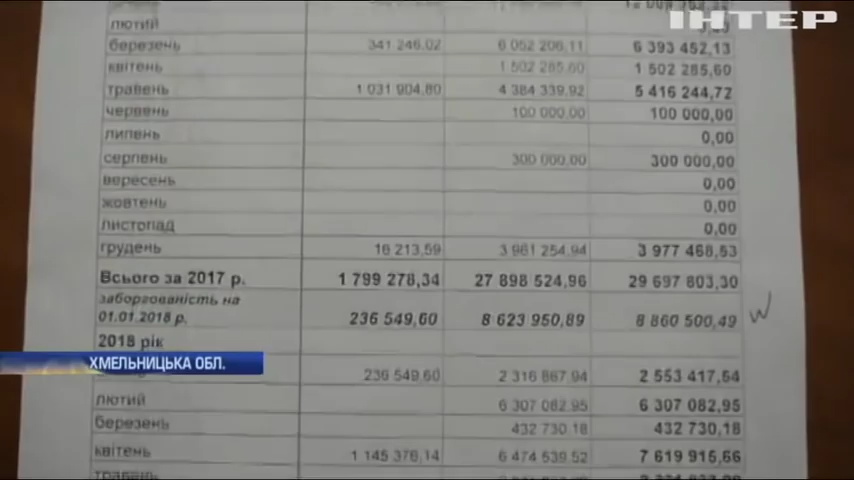 ІНТЕР
лютий
березень 341 246.02 6 052 206,11 6 393 452,13
квітень 1 502 285,60 1 502 285,60
травень 1 031 904,80 4 384 339,92 5 416 244,72
червень 100 000,00 100 000,00
липень 0,00
серпень 300 000,00 300 000,00
вересень 0,00
жовтень 0,00
листопад 0,00
грудень 16 213,59 3 961 254,94 3 977 468,53
Всього за 2017 р. 1 799 278,34 27 898 524,96 29 697 803,30
заборгованість на
01.01.2018 р. 236 549,60 8 623 950,89 8 860 500,49
2018 рік
ХМЕЛЬНИЦЬКА ОБЛ.
236 549,60 2 316 867,94 2 553 417,54
лютий 6 307 082,95 6 307 082,95
березень 432 730,18 432 730,18
квітень 1 145 376,14 6 474 539,52 7 619 915,66
травень